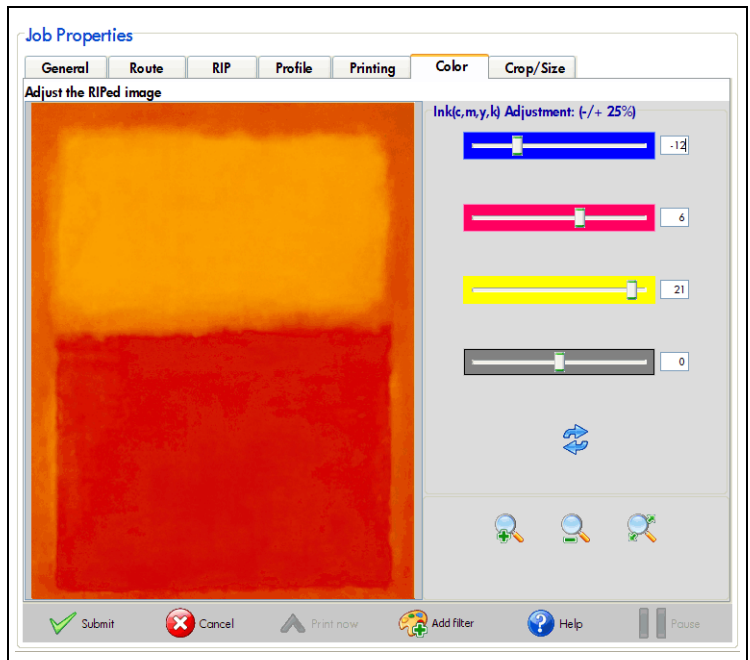 Job Properties
General Route RIP Profile Printing Color Crop/Size
Adjust the RIPed image
Ink(c,m,y,k) Adjustment: (-/+ 25%)
-12
6
21
0
Submit Cancel Print now Add filter Help Pause